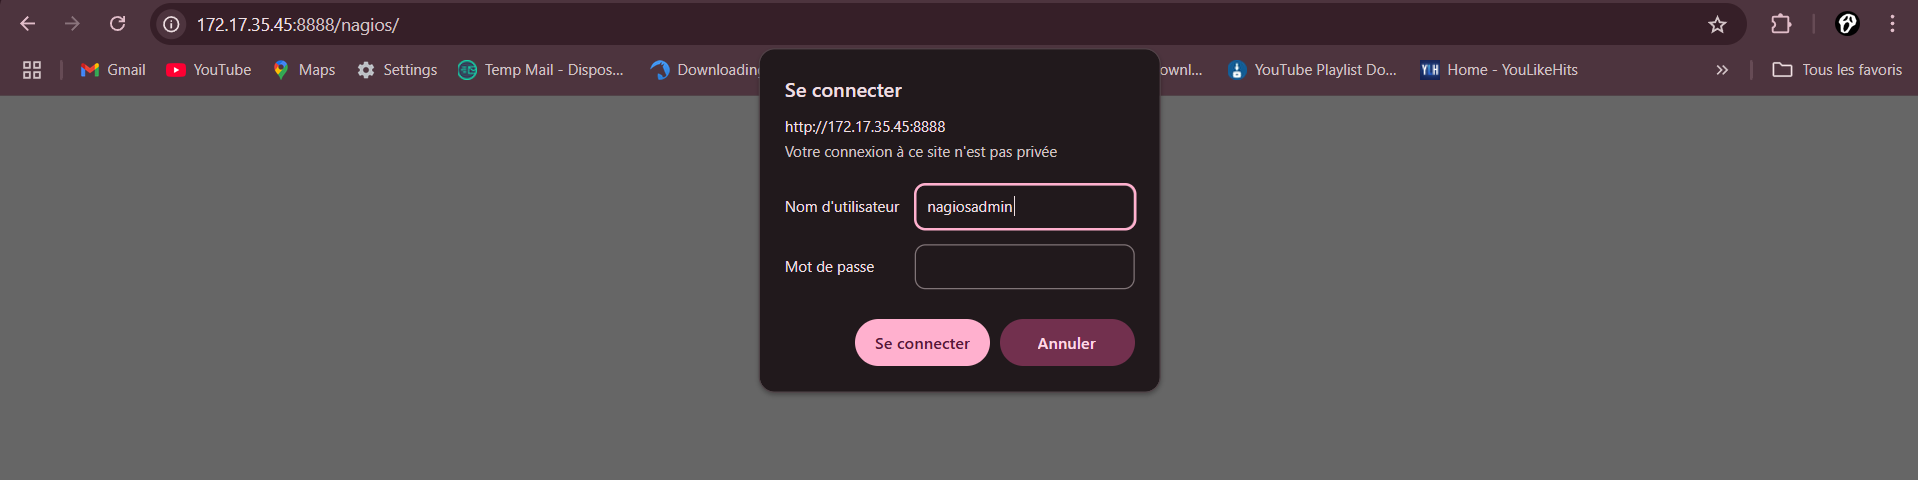 172.17.35.45:8888/nagios/
Gmail YouTube Maps Settings Temp Mail - Dispos... Downloading YouTube Playlist Do... Home - YouLikeHits » Tous les favoris
Se connecter
http://172.17.35.45:8888
Votre connexion à ce site n'est pas privée
Nom d'utilisateur nagiosadmin
Mot de passe
Se connecter Annuler